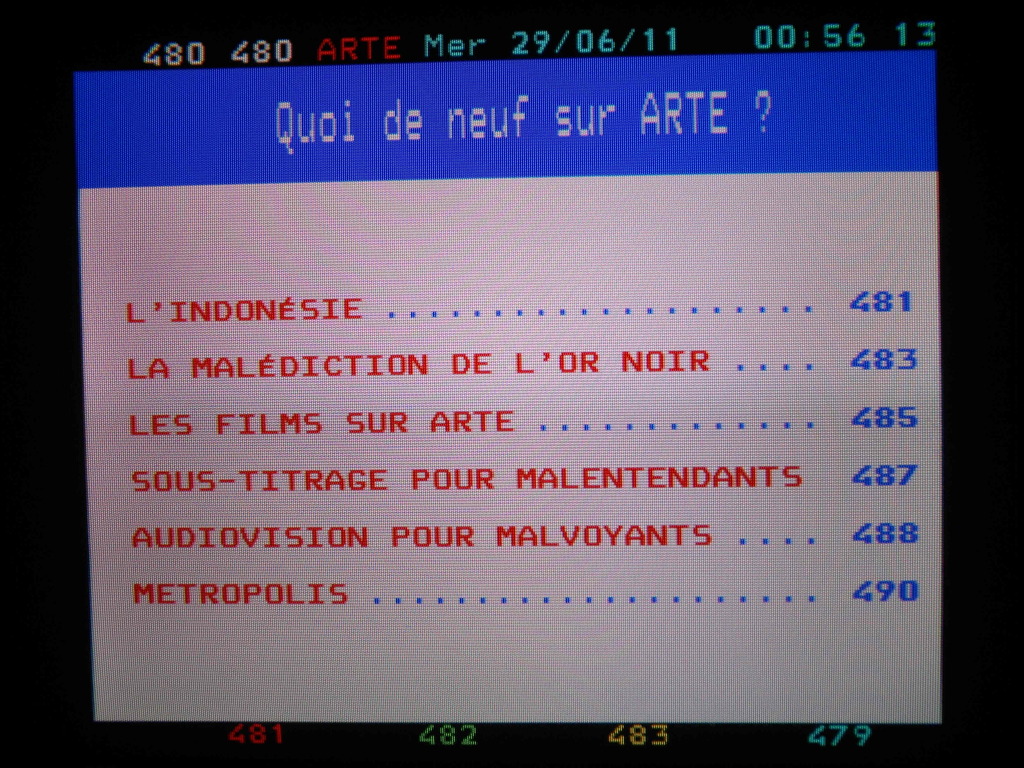 480 480 ARTE Mer 29/06/11 00:56 13
Quoi de neuf sur ARTE ?
L'INDONÉSIE .................... 481
LA MALÉDICTION DE L'OR NOIR .... 483
LES FILMS SUR ARTE ............. 485
SOUS-TITRAGE POUR MALENTENDANTS 487
AUDIOVISION POUR MALVOYANTS .... 488
METROPOLIS ..................... 490
481 482 483 479